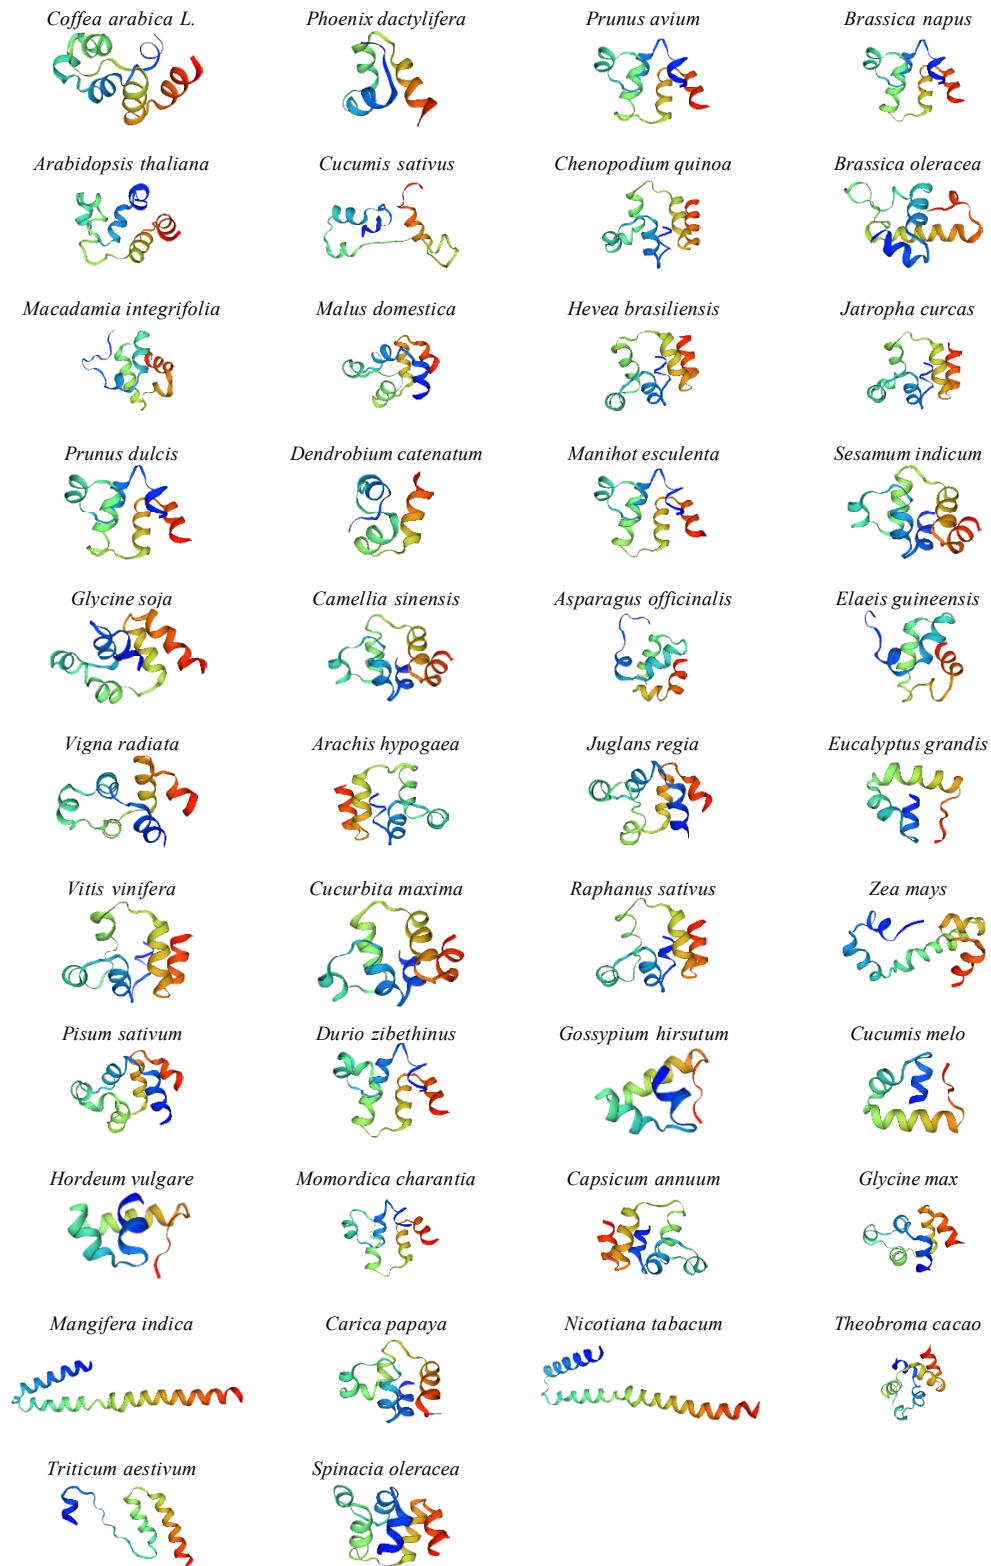 Coffea arabica L.
Phoenix dactylifera
Prunus avium
Brassica napus
Arabidopsis thaliana
Cucumis sativus
Chenopodium quinoa
Brassica oleracea
Macadamia integrifolia
Malus domestica
Hevea brasiliensis
Jatropha curcas
Prunus dulcis
Dendrobium catenatum
Manihot esculenta
Sesamum indicum
Glycine soja
Camellia sinensis
Asparagus officinalis
Elaeis guineensis
Vigna radiata
Arachis hypogaea
Juglans regia
Eucalyptus grandis
Vitis vinifera
Cucurbita maxima
Raphanus sativus
Zea mays
Pisum sativum
Durio zibethinus
Gossypium hirsutum
Cucumis melo
Hordeum vulgare
Momordica charantia
Capsicum annuum
Glycine max
Mangifera indica
Carica papaya
Nicotiana tabacum
Theobroma cacao
Triticum aestivum
Spinacia oleracea